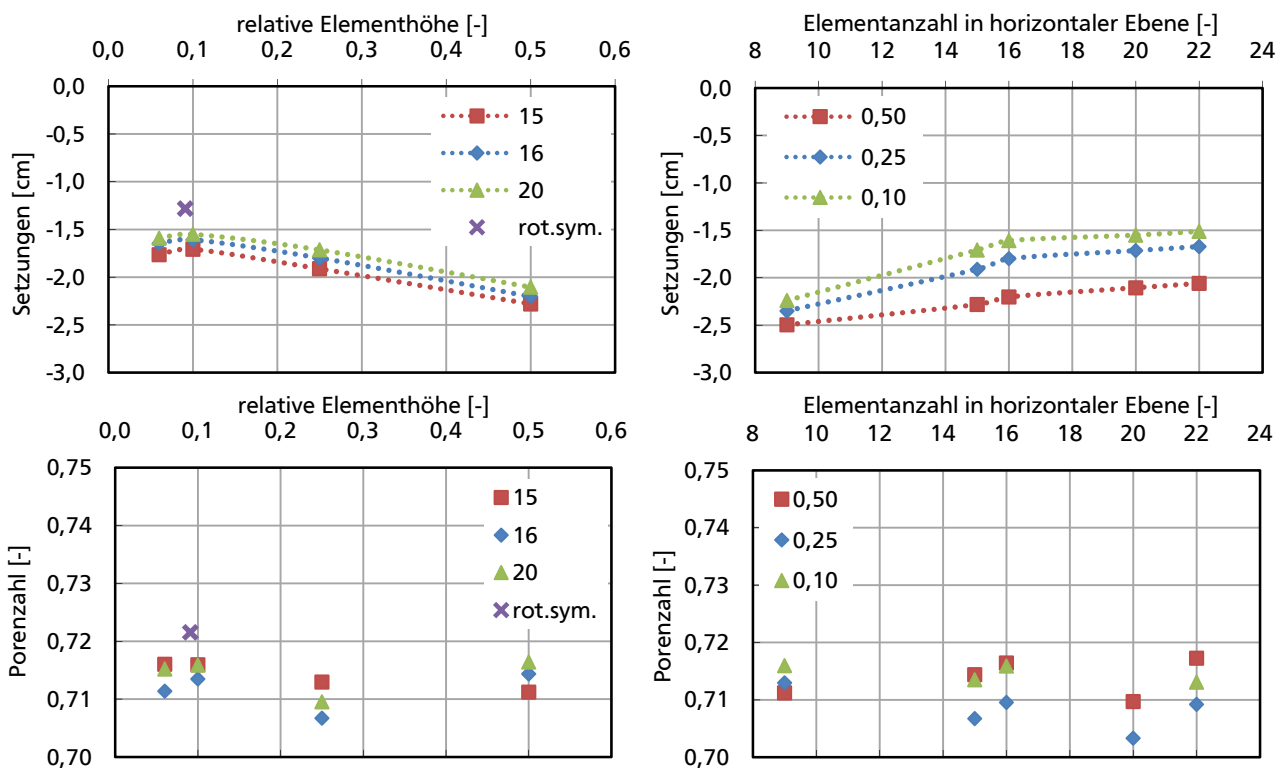 relative Elementhöhe [-]
0,0 0,1 0,2 0,3 0,4 0,5 0,6
0,0
-0,5
-1,0
-1,5
-2,0
-2,5
-3,0
Setzungen [cm]
15
16
20
rot.sym.
Elementanzahl in horizontaler Ebene [-]
8 10 12 14 16 18 20 22 24
0,0
-0,5
-1,0
-1,5
-2,0
-2,5
-3,0
Setzungen [cm]
0,50
0,25
0,10
relative Elementhöhe [-]
0,0 0,1 0,2 0,3 0,4 0,5 0,6
0,75
0,74
0,73
0,72
0,71
0,70
Porenzahl [-]
15
16
20
rot.sym.
Elementanzahl in horizontaler Ebene [-]
8 10 12 14 16 18 20 22 24
0,75
0,74
0,73
0,72
0,71
0,70
Porenzahl [-]
0,50
0,25
0,10